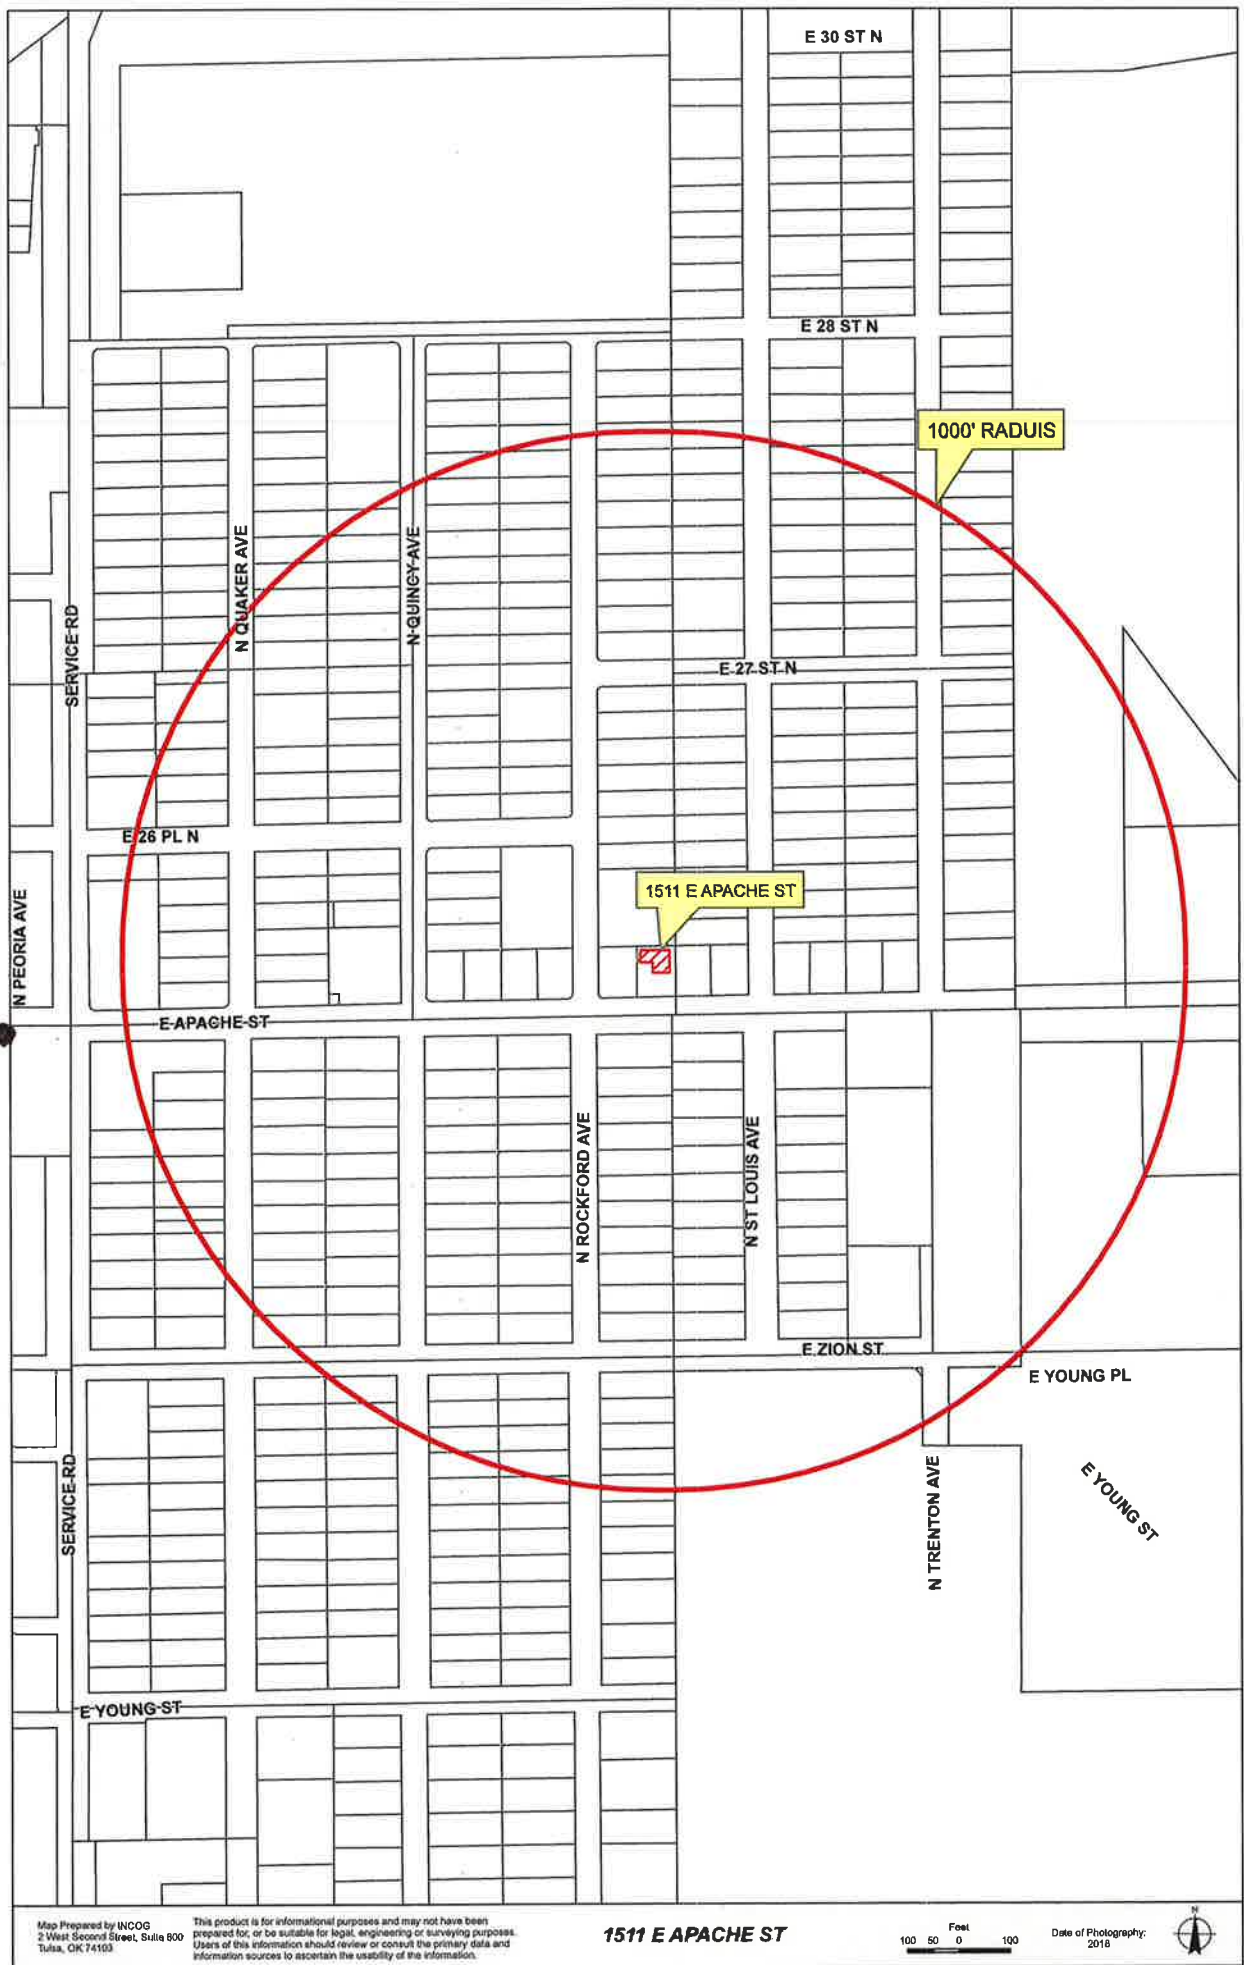 E 30 ST N
E 28 ST N
1000' RADUIS
N QUAKER AVE
N QUINCY AVE
SERVICE RD
E 27 ST N
E 26 PL N
1511 E APACHE ST
N PEORIA AVE
E APACHE ST
N ROCKFORD AVE
N ST LOUIS AVE
E ZION ST
E YOUNG PL
SERVICE RD
N TRENTON AVE
E YOUNG ST
E YOUNG ST
Map Prepared by INCOG
2 West Second Street, Suite 800
Tulsa, OK 74103
This product is for informational purposes and may not have been
prepared for, or be suitable for legal, engineering or surveying purposes.
Users of this information should review or consult the primary data and
information sources to ascertain the usability of the information.
1511 E APACHE ST
Feet
100 50 0 100
Date of Photography:
2018
N